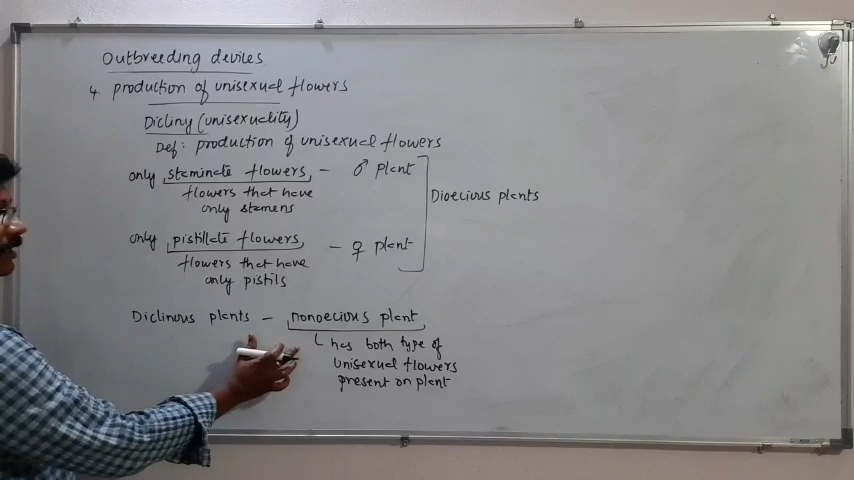 Outbreeding devices
4. production of unisexual flowers
Dicliny (unisexuality)
Def: production of unisexual flowers
only staminate flowers - ♂ plant
flowers that have
only stamens
Dioecious plants
only pistillate flowers - ♀ plant
flowers that have
only pistils
Diclinous plants - monoecious plant
has both type of
unisexual flowers
present on plant